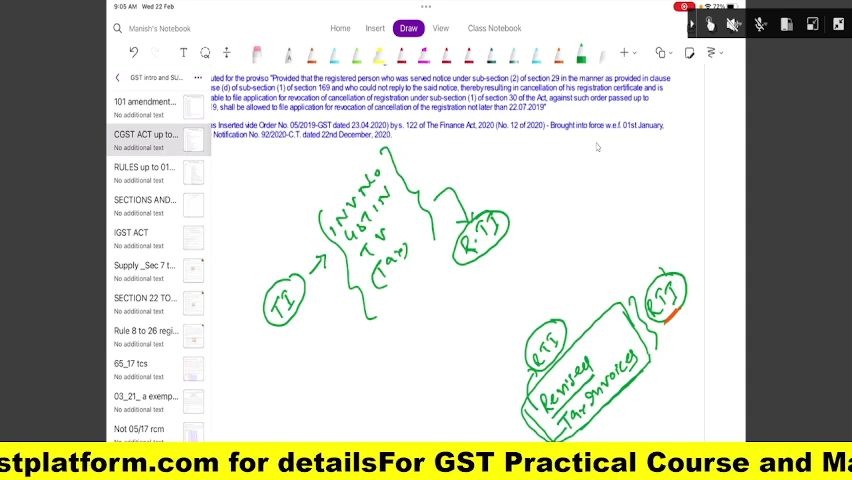 9:05 AM Wed 22 Feb
72%
Manish's Notebook
Home Insert Draw View Class Notebook
GST intro and SU...
101 amendment...
No additional text
CGST ACT up to...
No additional text
RULES up to 01...
No additional text
SECTIONS AND...
No additional text
IGST ACT
No additional text
Supply _Sec 7 t...
No additional text
SECTION 22 TO...
No additional text
Rule 8 to 26 regi...
No additional text
65_17 tcs
No additional text
03_21_ a exemp...
No additional text
Not 05/17 rcm
No additional text
uted for the proviso "Provided that the registered person who was served notice under sub-section (2) of section 29 in the manner as provided in clause
use (d) of sub-section (1) of section 169 and who could not reply to the said notice, thereby resulting in cancellation of his registration certificate and is
able to file application for revocation of cancellation of registration under sub-section (1) of section 30 of the Act, against such order passed up to
19, shall be allowed to file application for revocation of cancellation of the registration not later than 22.07.2019"
ns Inserted vide Order No. 05/2019-GST dated 23.04.2020) by s. 122 of The Finance Act, 2020 (No. 12 of 2020) - Brought into force w.e.f. 01st January,
Notification No. 92/2020-C.T. dated 22nd December, 2020.
INV No
GSTIN
TV
(Tax)
TI
R.TI
RTI
RTI
Revised
Tax Invoices
stplatform.com for detailsFor GST Practical Course and Ma